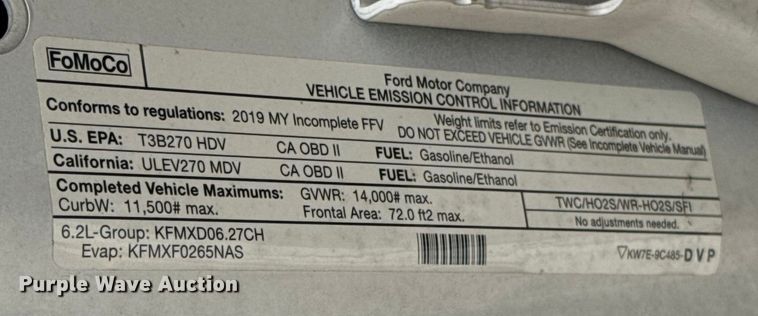 FoMoCo
Ford Motor Company
VEHICLE EMISSION CONTROL INFORMATION
Conforms to regulations: 2019 MY Incomplete FFV
Weight limits refer to Emission Certification only.
DO NOT EXCEED VEHICLE GVWR (See Incomplete Vehicle Manual)
U.S. EPA: T3B270 HDV CA OBD II FUEL: Gasoline/Ethanol
California: ULEV270 MDV CA OBD II FUEL: Gasoline/Ethanol
Completed Vehicle Maximums: GVWR: 14,000# max.
CurbW: 11,500# max. Frontal Area: 72.0 ft2 max.
TWC/HO2S/WR-HO2S/SFI
No adjustments needed.
6.2L-Group: KFMXD06.27CH
Evap: KFMXF0265NAS
KW7E-9C485-DVP
Purple Wave Auction